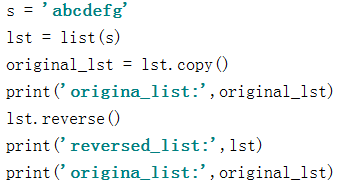 s = 'abcdefg'
lst = list(s)
original_lst = lst.copy()
print('origina_list:',original_lst)
lst.reverse()
print('reversed_list:',lst)
print('origina_list:',original_lst)